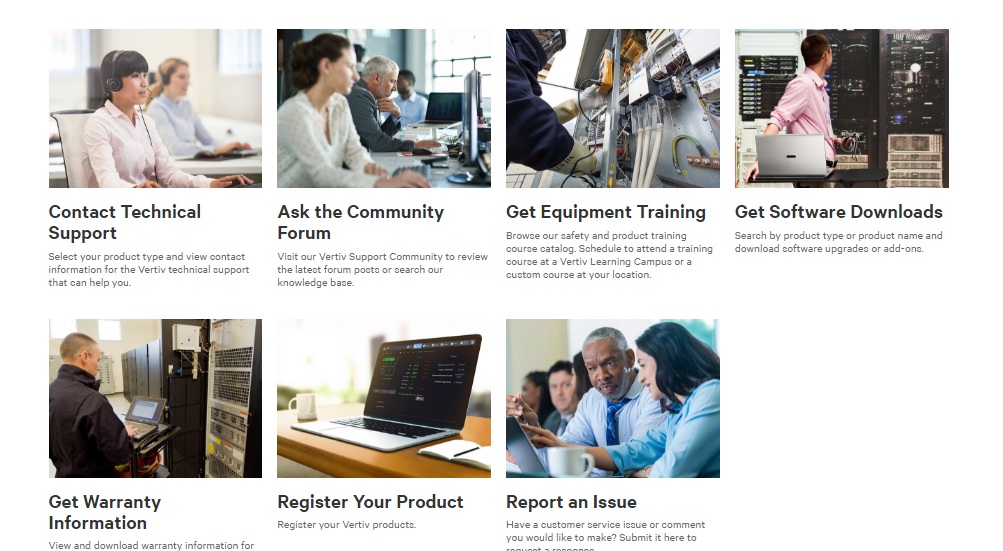 Contact Technical
Support
Select your product type and view contact
information for the Vertiv technical support
that can help you.
Ask the Community
Forum
Visit our Vertiv Support Community to review
the latest forum posts or search our
knowledge base.
Get Equipment Training
Browse our safety and product training
course catalog. Schedule to attend a training
course at a Vertiv Learning Campus or a
custom course at your location.
Get Software Downloads
Search by product type or product name and
download software upgrades or add-ons.
Get Warranty
Information
View and download warranty information for
Register Your Product
Register your Vertiv products.
Report an Issue
Have a customer service issue or comment
you would like to make? Submit it here to
request a response.